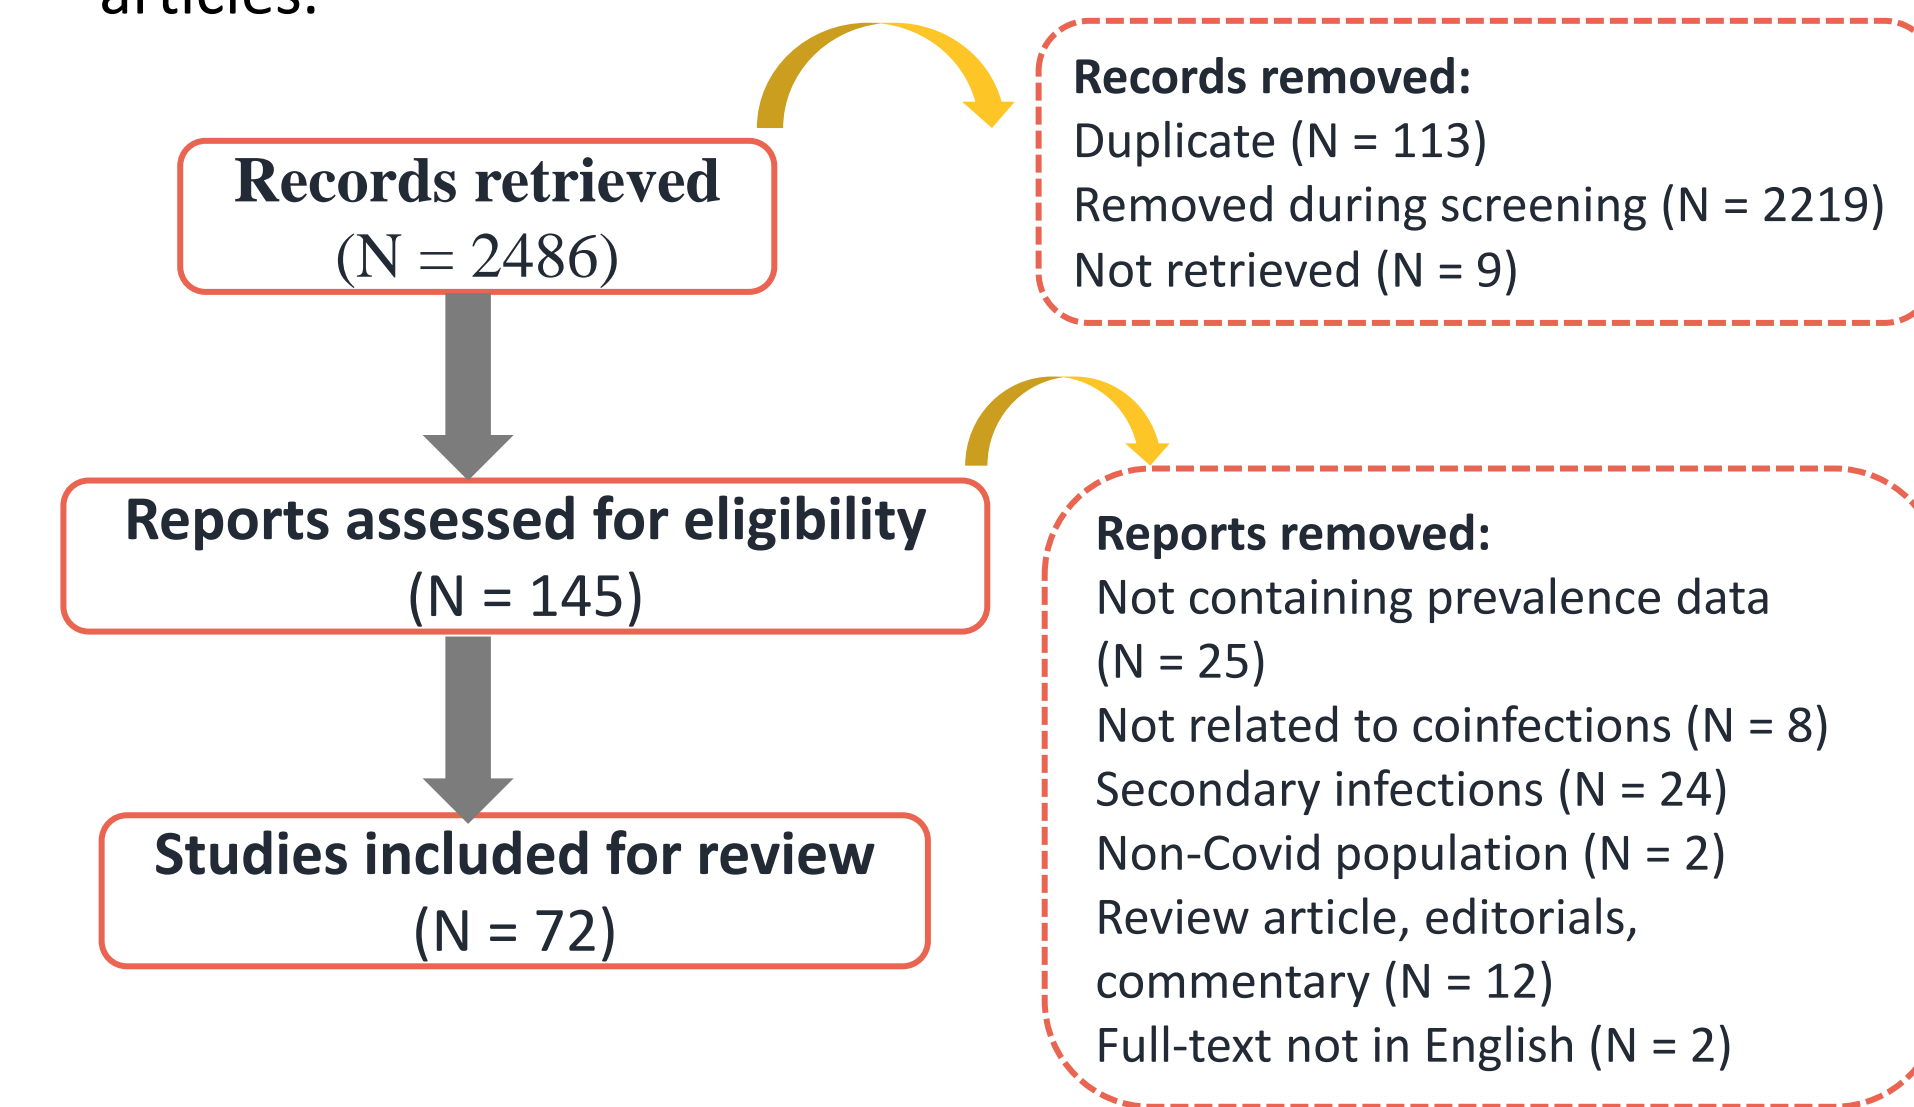 articles.
Records retrieved
(N = 2486)
Records removed:
Duplicate (N = 113)
Removed during screening (N = 2219)
Not retrieved (N = 9)
Reports assessed for eligibility
(N = 145)
Reports removed:
Not containing prevalence data
(N = 25)
Not related to coinfections (N = 8)
Secondary infections (N = 24)
Non-Covid population (N = 2)
Review article, editorials,
commentary (N = 12)
Full-text not in English (N = 2)
Studies included for review
(N = 72)